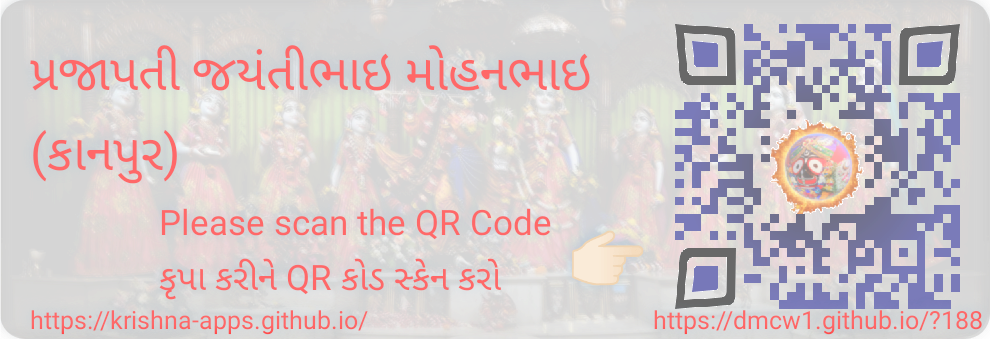 પ્રજાપતી જયંતીભાઇ મોહનભાઇ
(કાનપુર)
Please scan the QR Code
કૃપા કરીને QR કોડ સ્કેન કરો
https://krishna-apps.github.io/
https://dmcw1.github.io/?188